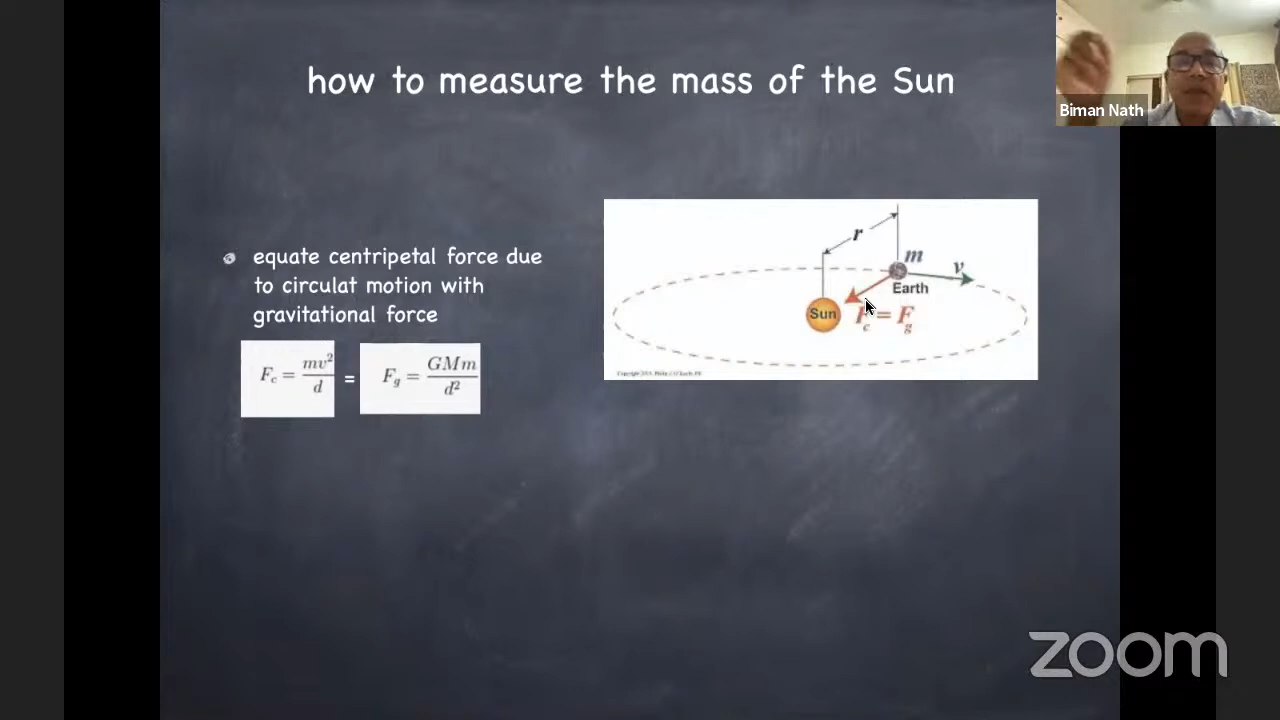 how to measure the mass of the Sun
Biman Nath
equate centripetal force due
to circulat motion with
gravitational force
F_c = mv²/d = F_g = GMm/d²
r
m
v
Earth
Sun
F_c = F_g
zoom